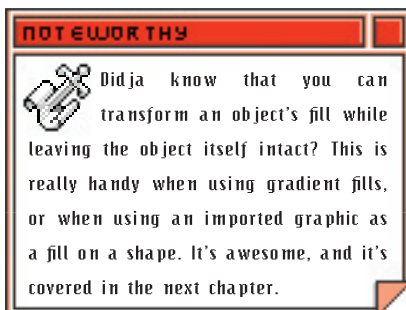 NOTEWORTHY
Didja know that you can
transform an object's fill while
leaving the object itself intact? This is
really handy when using gradient fills,
or when using an imported graphic as
a fill on a shape. It's awesome, and it's
covered in the next chapter.